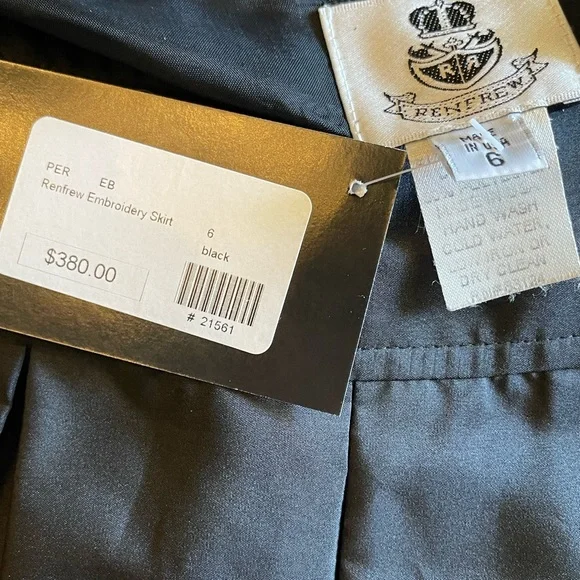 PER EB
Renfrew Embroidery Skirt
6
black
$380.00
# 21561
RENFREW
MADE
IN USA
6
HAND WASH
COLD WATER
DRY CLEAN